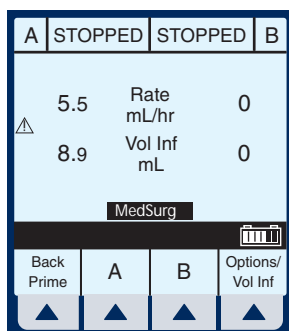 A STOPPED STOPPED B
5.5 Rate mL/hr 0
8.9 Vol Inf mL 0
MedSurg
Back Prime A B Options/ Vol Inf